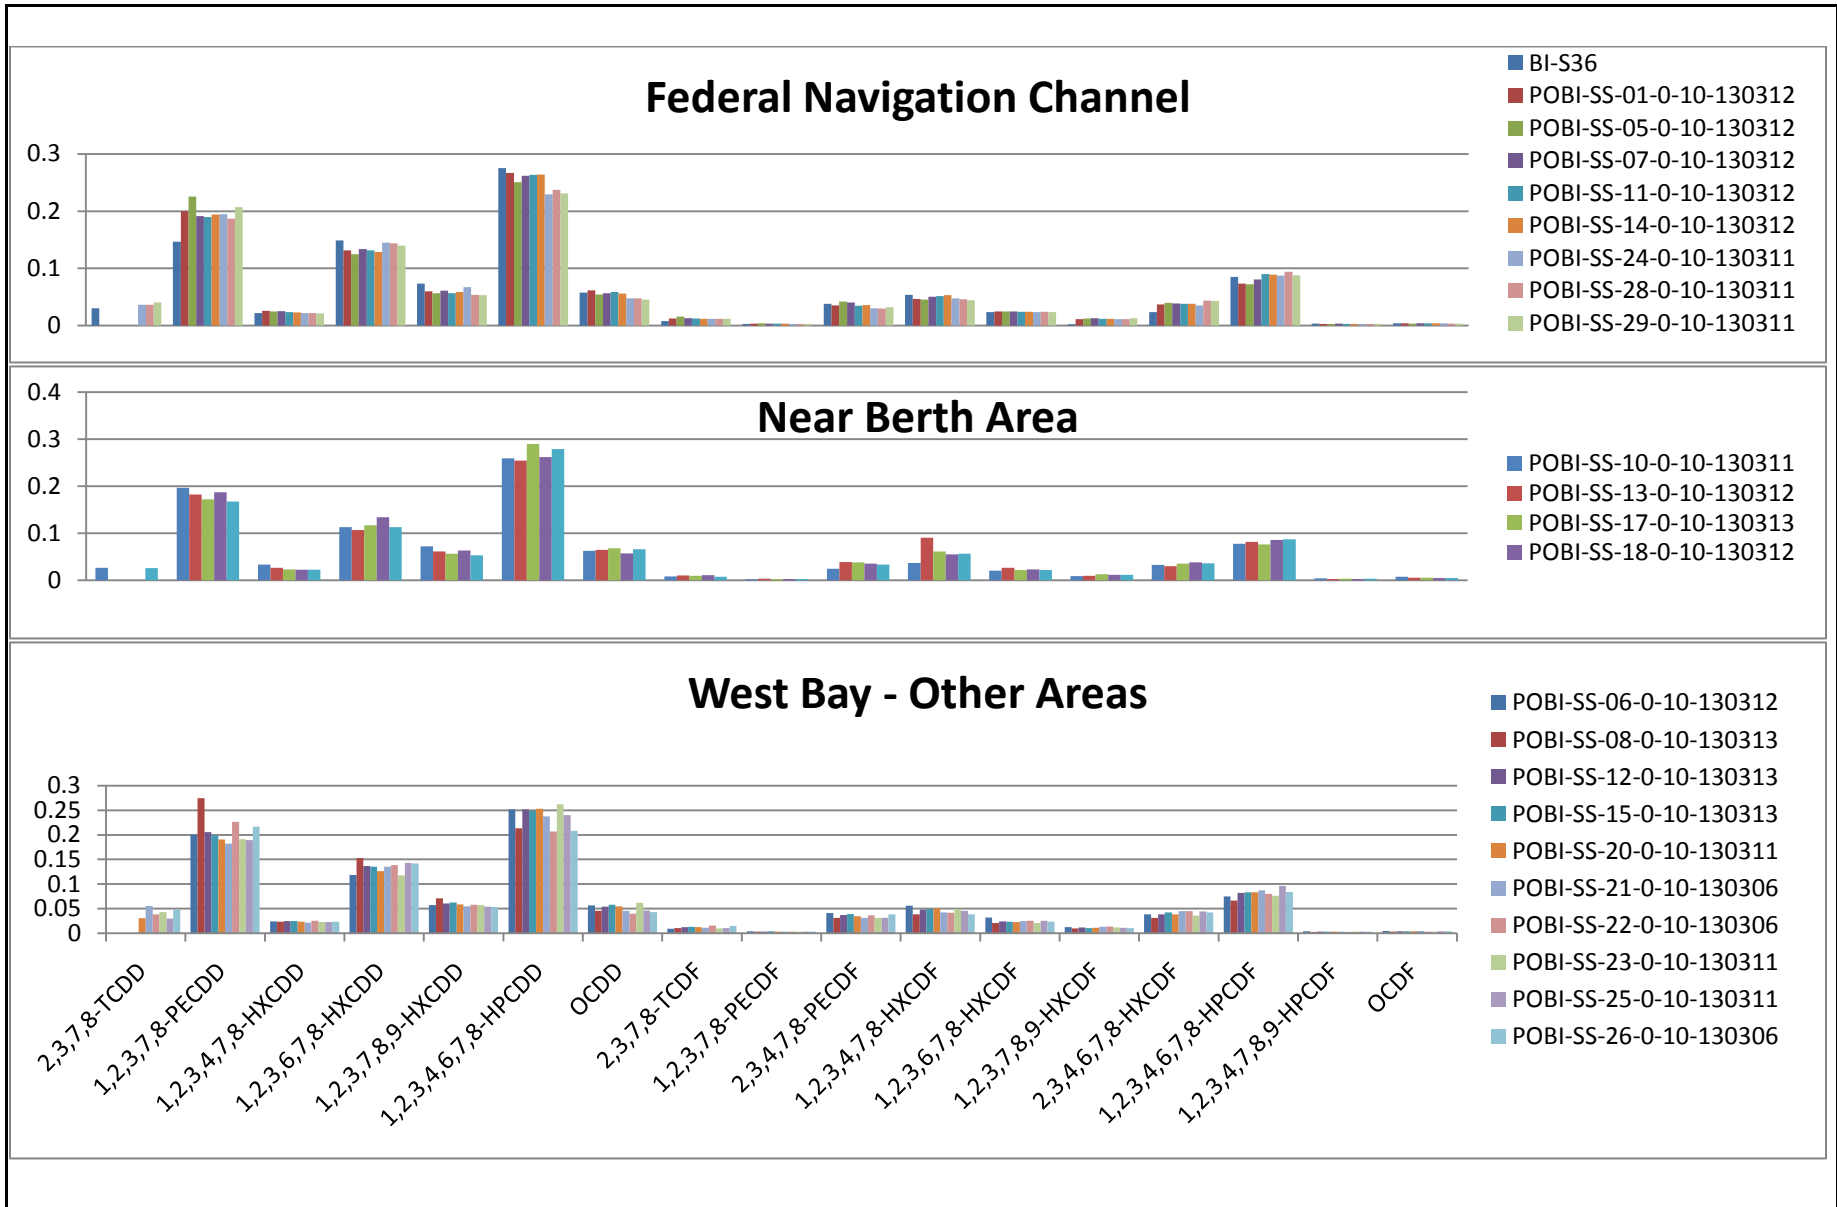 Federal Navigation Channel
0.3
0.2
0.1
0
BI-S36
POBI-SS-01-0-10-130312
POBI-SS-05-0-10-130312
POBI-SS-07-0-10-130312
POBI-SS-11-0-10-130312
POBI-SS-14-0-10-130312
POBI-SS-24-0-10-130311
POBI-SS-28-0-10-130311
POBI-SS-29-0-10-130311
Near Berth Area
0.4
0.3
0.2
0.1
0
POBI-SS-10-0-10-130311
POBI-SS-13-0-10-130312
POBI-SS-17-0-10-130313
POBI-SS-18-0-10-130312
West Bay - Other Areas
0.3
0.25
0.2
0.15
0.1
0.05
0
2,3,7,8-TCDD
1,2,3,7,8-PECDD
1,2,3,4,7,8-HXCDD
1,2,3,6,7,8-HXCDD
1,2,3,7,8,9-HXCDD
1,2,3,4,6,7,8-HPCDD
OCDD
2,3,7,8-TCDF
1,2,3,7,8-PECDF
2,3,4,7,8-PECDF
1,2,3,4,7,8-HXCDF
1,2,3,6,7,8-HXCDF
1,2,3,7,8,9-HXCDF
2,3,4,6,7,8-HXCDF
1,2,3,4,6,7,8-HPCDF
1,2,3,4,7,8,9-HPCDF
OCDF
POBI-SS-06-0-10-130312
POBI-SS-08-0-10-130313
POBI-SS-12-0-10-130313
POBI-SS-15-0-10-130313
POBI-SS-20-0-10-130311
POBI-SS-21-0-10-130306
POBI-SS-22-0-10-130306
POBI-SS-23-0-10-130311
POBI-SS-25-0-10-130311
POBI-SS-26-0-10-130306